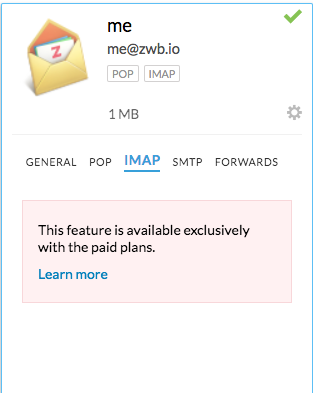 Z
me
me@zwb.io
POP IMAP
1 MB
GENERAL POP IMAP SMTP FORWARDS
This feature is available exclusively
with the paid plans.
Learn more